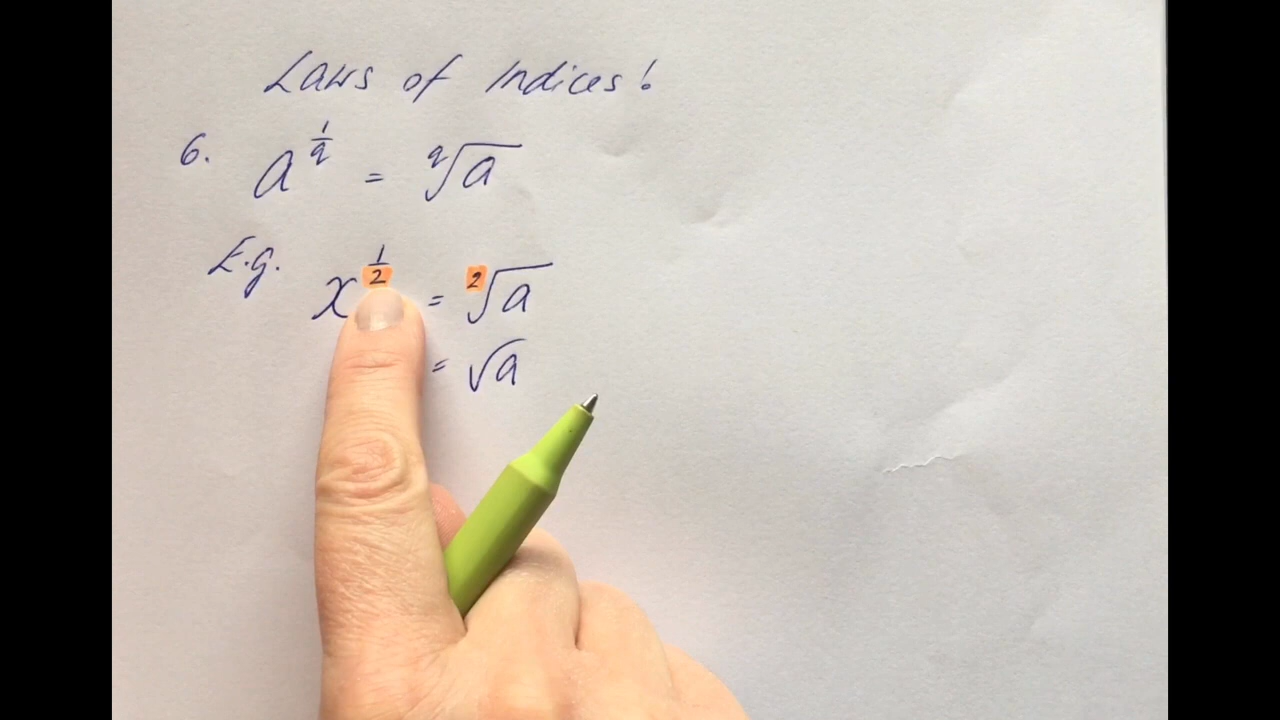 Laws of Indices!
6. a^(1/q) = ^q√a
E.g. x^(1/2) = ^2√a
= √a